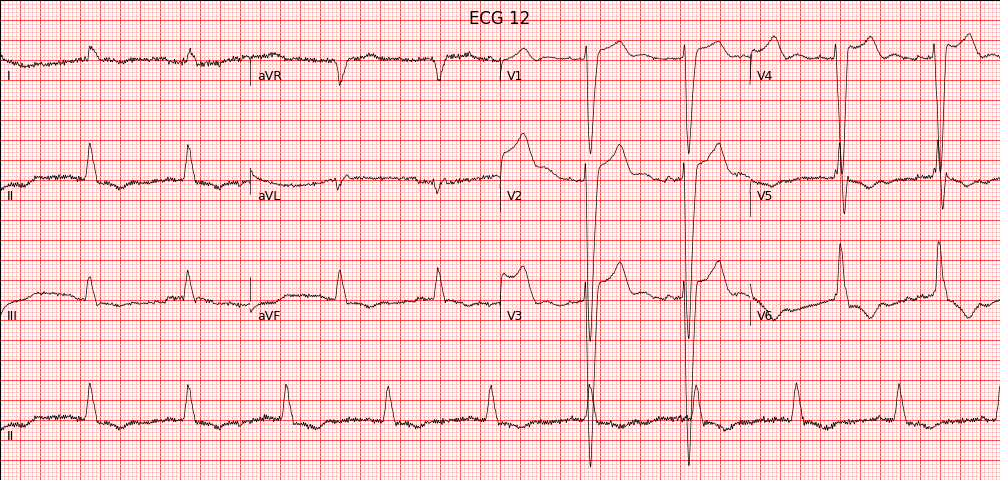 ECG 12
I aVR V1 V4
II aVL V2 V5
III aVF V3 V6
II